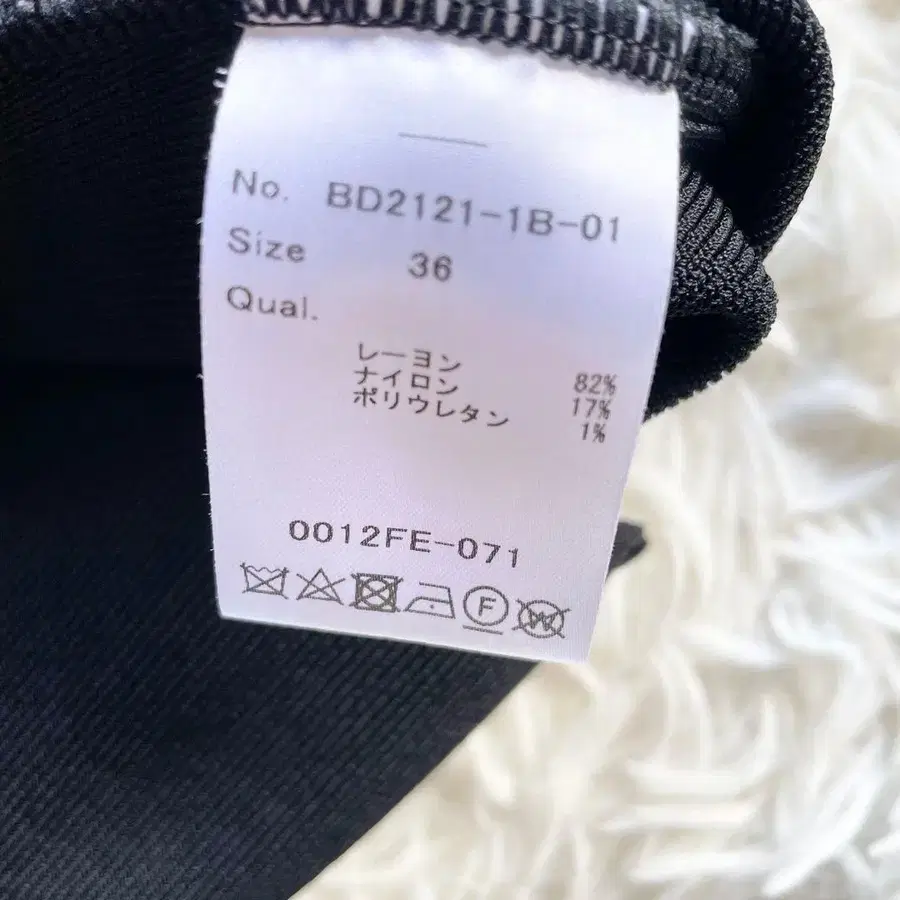 No. BD2121-1B-01
Size 36
Qual.
レーヨン 82%
ナイロン 17%
ポリウレタン 1%
0012FE-071
F W